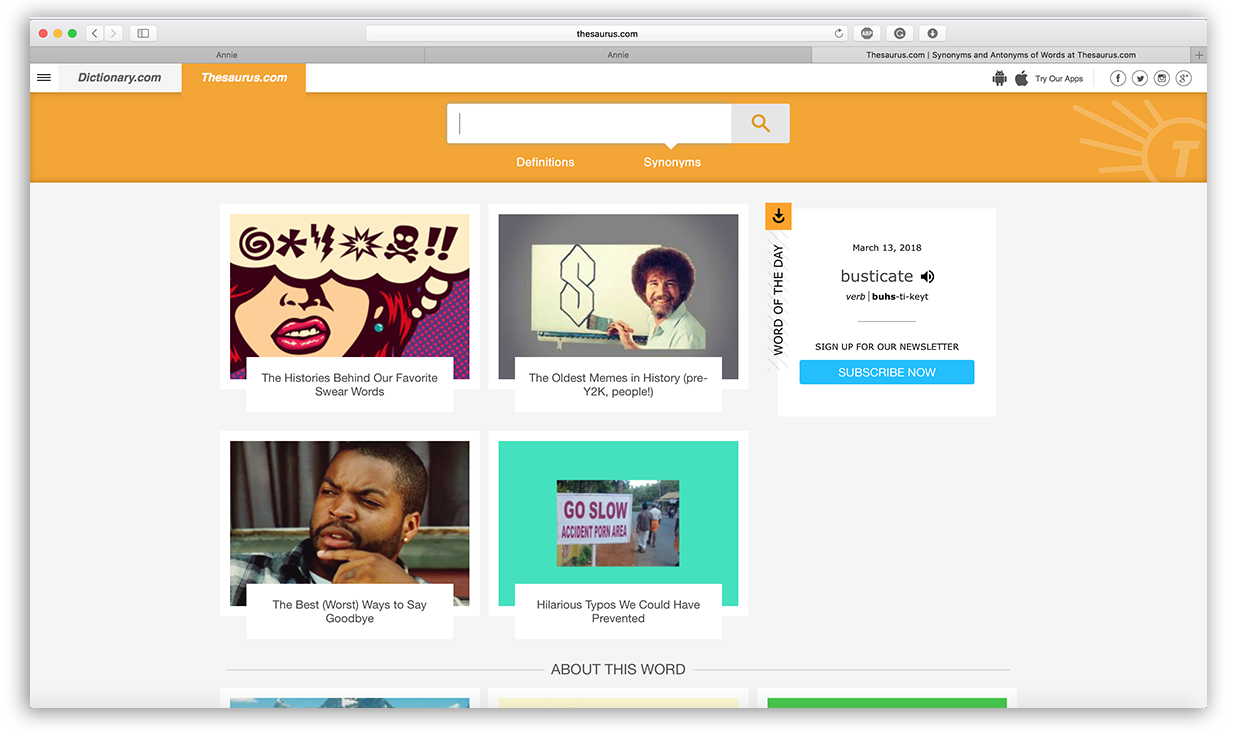 thesaurus.com
ABP
Annie
Annie
Thesaurus.com | Synonyms and Antonyms of Words at Thesaurus.com
Dictionary.com
Thesaurus.com
Try Our Apps
Definitions
Synonyms
T
@*!!
The Histories Behind Our Favorite
Swear Words
S
The Oldest Memes in History (pre-
Y2K, people!)
WORD OF THE DAY
March 13, 2018
busticate
verb | buhs-ti-keyt
SIGN UP FOR OUR NEWSLETTER
SUBSCRIBE NOW
The Best (Worst) Ways to Say
Goodbye
GO SLOW
ACCIDENT PORN AREA
Hilarious Typos We Could Have
Prevented
ABOUT THIS WORD